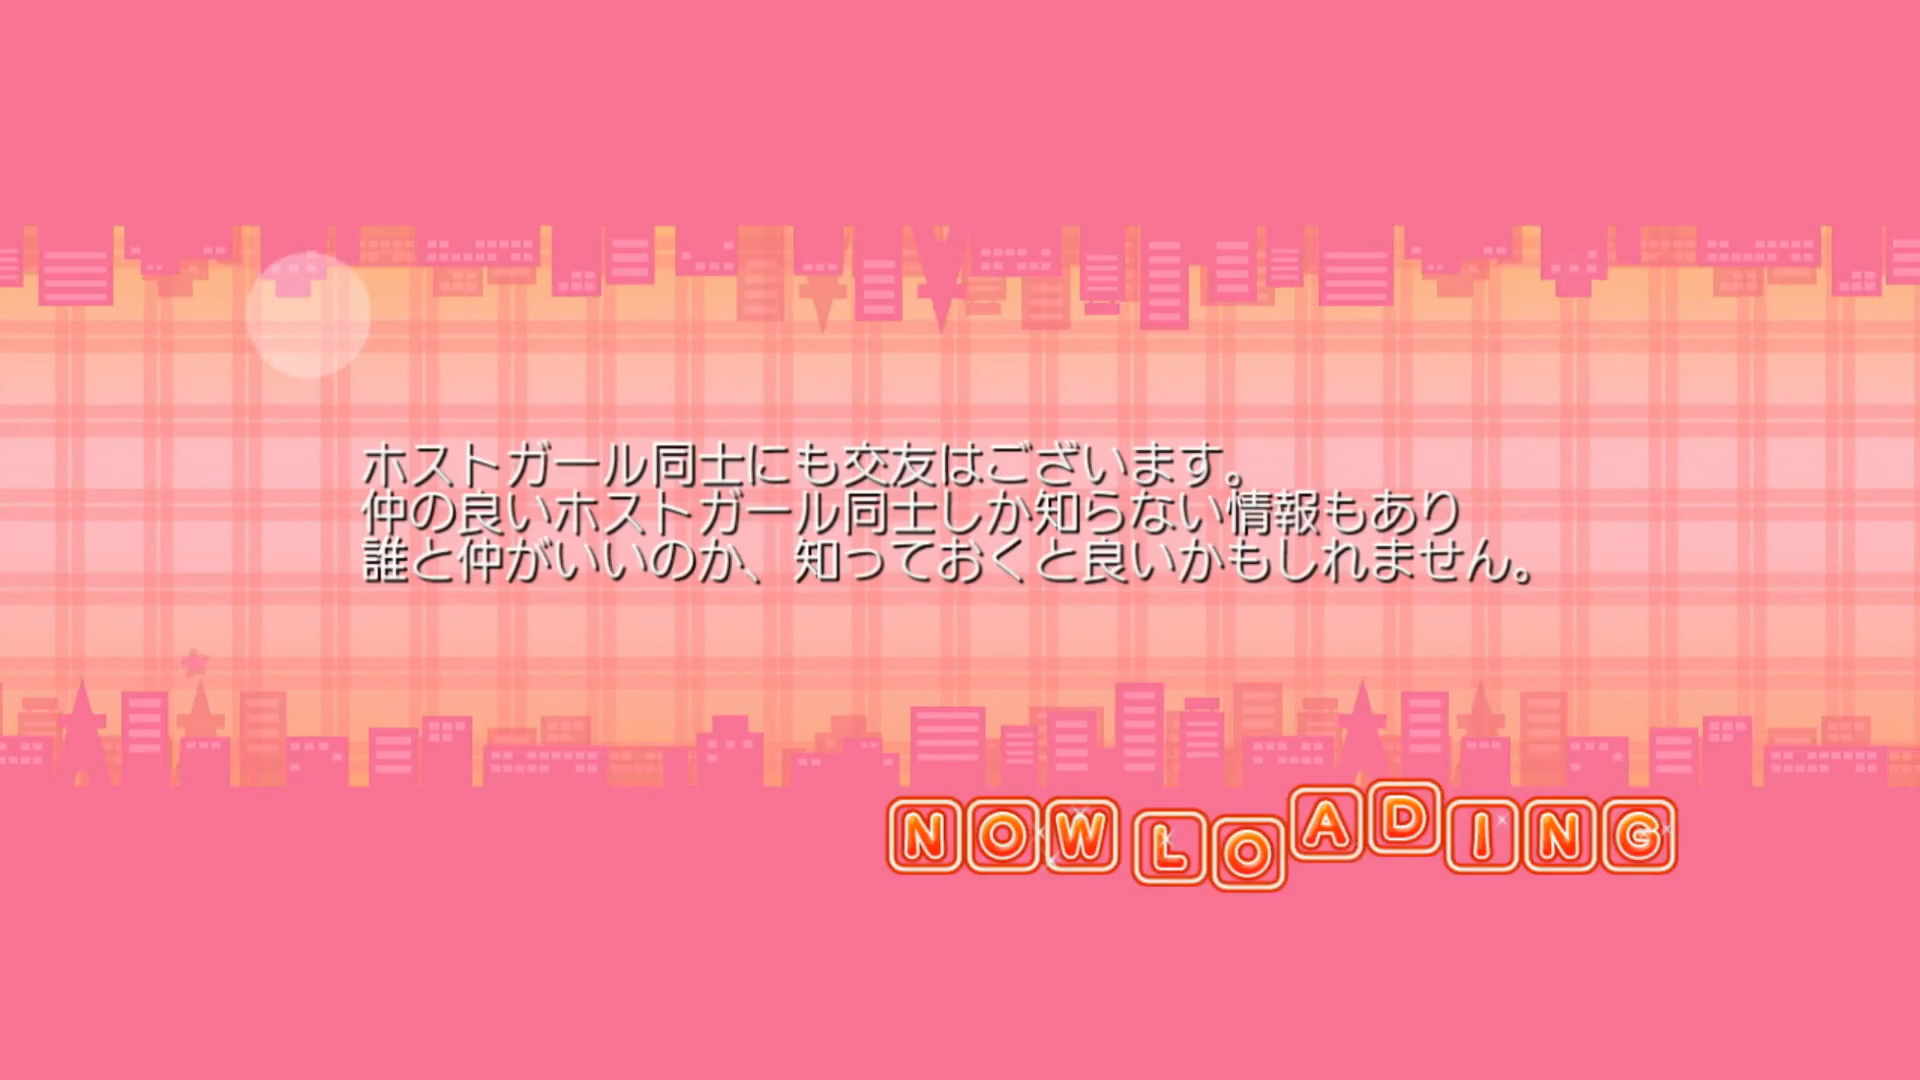 ホストガール同士にも交友はございます。
仲の良いホストガール同士しか知らない情報もあり
誰と仲がいいのか、知っておくと良いかもしれません。
NOW LOADING